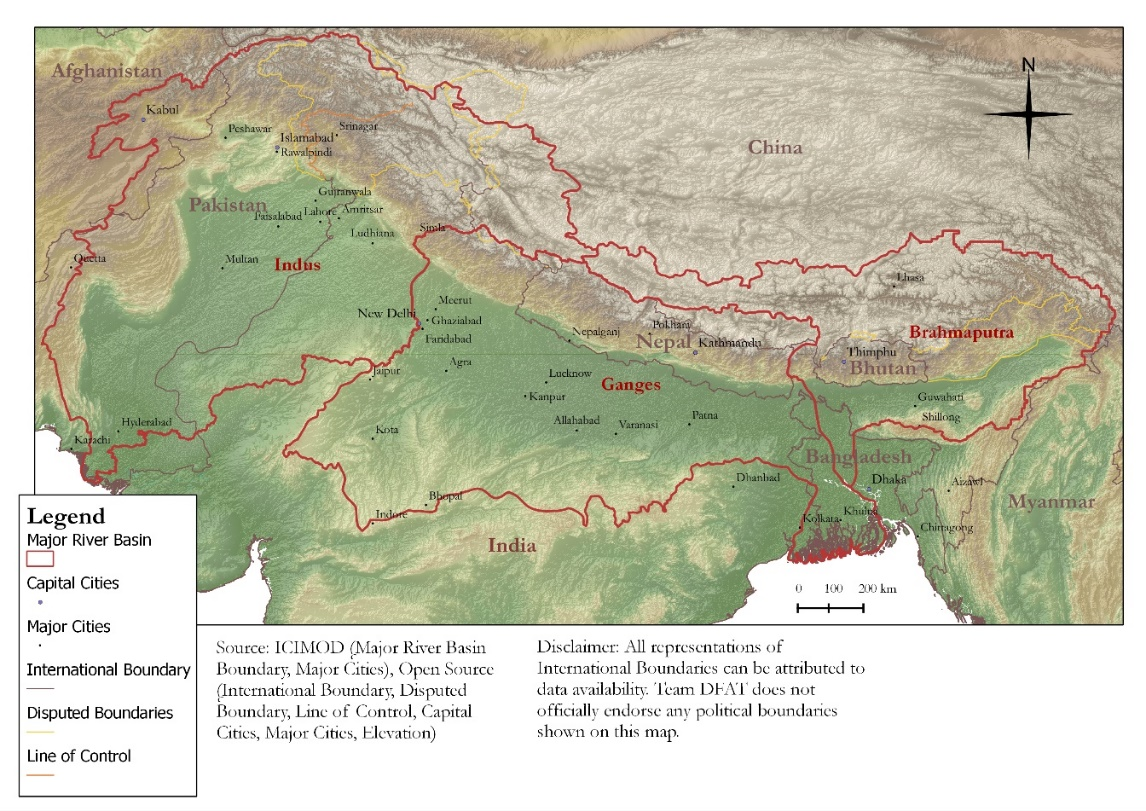 N
Afghanistan
Kabul
Peshawar
Islamabad
Srinagar
Rawalpindi
China
Pakistan
Gujranwala
Faisalabad
Lahore
Amritsar
Ludhiana
Simla
Quetta
Multan
Indus
Lhasa
Meerut
New Delhi
Ghaziabad
Faridabad
Nepalganj
Pokhara
Nepal
Kathmandu
Brahmaputra
Thimphu
Bhutan
Agra
Jaipur
Lucknow
Ganges
Kanpur
Guwahati
Shillong
Hyderabad
Karachi
Kota
Allahabad
Varanasi
Patna
Bangladesh
Dhanbad
Dhaka
Aizawl
Myanmar
Bhopal
Indore
Kolkata
Khulna
Chittagong
India
0 100 200 km
Legend
Major River Basin
Capital Cities
Major Cities
International Boundary
Disputed Boundaries
Line of Control
Source: ICIMOD (Major River Basin
Boundary, Major Cities), Open Source
(International Boundary, Disputed
Boundary, Line of Control, Capital
Cities, Major Cities, Elevation)
Disclaimer: All representations of
International Boundaries can be attributed to
data availability. Team DFAT does not
officially endorse any political boundaries
shown on this map.